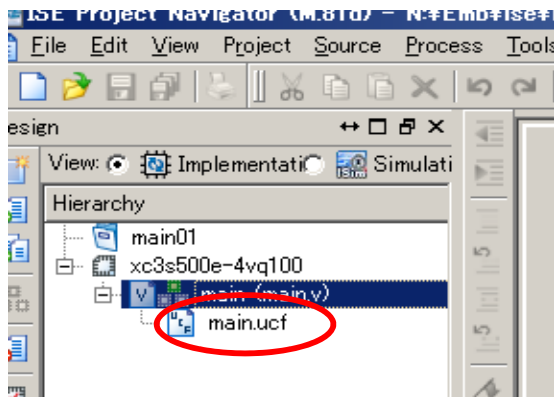 ISE Project Navigator (M.81d) - N:¥Emb¥ise¥
File Edit View Project Source Process Tools
esign
View: Implementati Simulati
Hierarchy
main01
xc3s500e-4vq100
main (main.v)
main.ucf